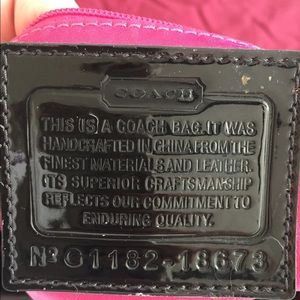 COACH
THIS IS A COACH BAG. IT WAS
HANDCRAFTED IN CHINA FROM THE
FINEST MATERIALS AND LEATHER.
ITS SUPERIOR CRAFTSMANSHIP
REFLECTS OUR COMMITMENT TO
ENDURING QUALITY.
Nº G1182-18673